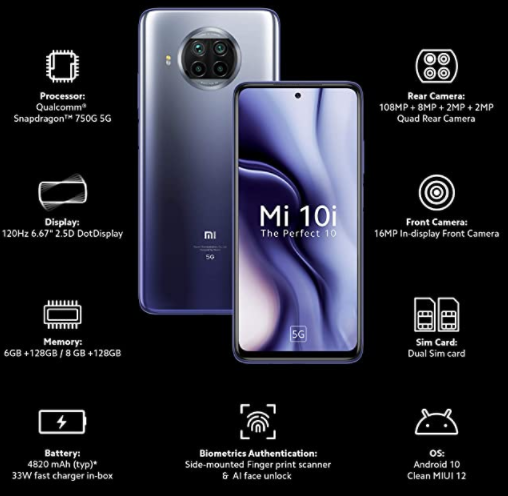 Processor:
Qualcomm®
Snapdragon™ 750G 5G
Rear Camera:
108MP + 8MP + 2MP + 2MP
Quad Rear Camera
Display:
120Hz 6.67" 2.5D DotDisplay
Front Camera:
16MP In-display Front Camera
mi
5G
Mi 10i
The Perfect 10
5G
Memory:
6GB +128GB / 8 GB +128GB
Sim Card:
Dual Sim card
Battery:
4820 mAh (typ)*
33W fast charger in-box
Biometrics Authentication:
Side-mounted Finger print scanner
& AI face unlock
OS:
Android 10
Clean MIUI 12